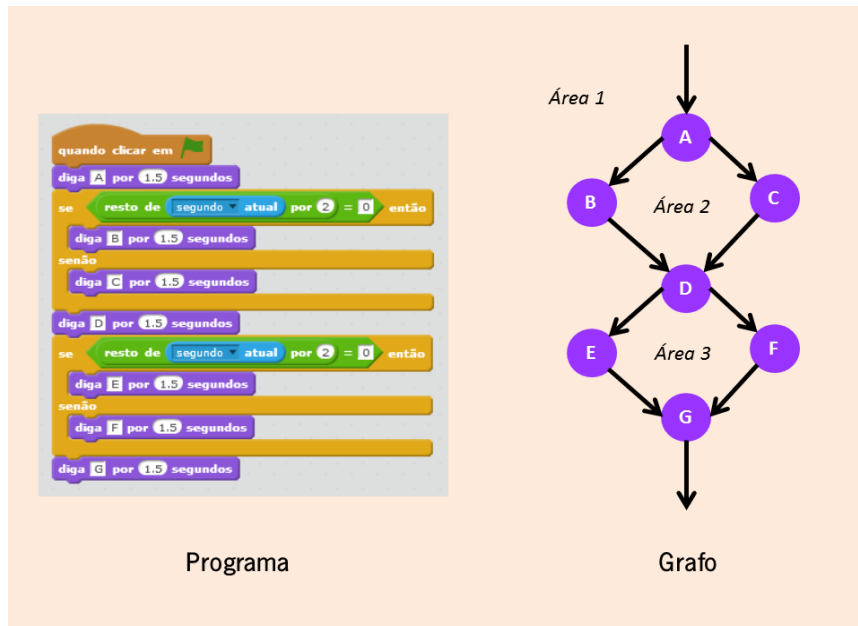 quando clicar em
diga A por 1.5 segundos
se resto de segundo atual por 2 = 0 então
diga B por 1.5 segundos
senão
diga C por 1.5 segundos
diga D por 1.5 segundos
se resto de segundo atual por 2 = 0 então
diga E por 1.5 segundos
senão
diga F por 1.5 segundos
diga G por 1.5 segundos
Programa
Área 1
A
B
Área 2
C
D
E
Área 3
F
G
Grafo